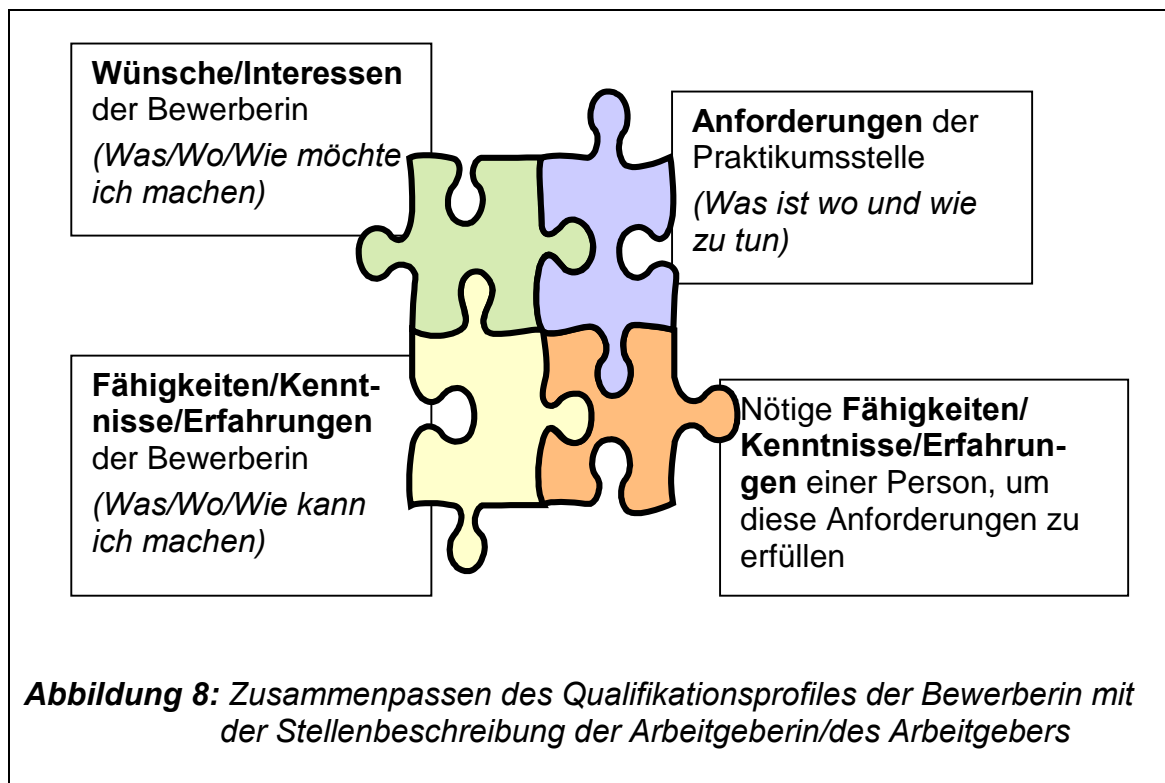 Wünsche/Interessen
der Bewerberin
(Was/Wo/Wie möchte
ich machen)
Anforderungen der
Praktikumsstelle
(Was ist wo und wie
zu tun)
Fähigkeiten/Kennt-
nisse/Erfahrungen
der Bewerberin
(Was/Wo/Wie kann
ich machen)
Nötige Fähigkeiten/
Kenntnisse/Erfahrun-
gen einer Person, um
diese Anforderungen zu
erfüllen
Abbildung 8: Zusammenpassen des Qualifikationsprofiles der Bewerberin mit
der Stellenbeschreibung der Arbeitgeberin/des Arbeitgebers